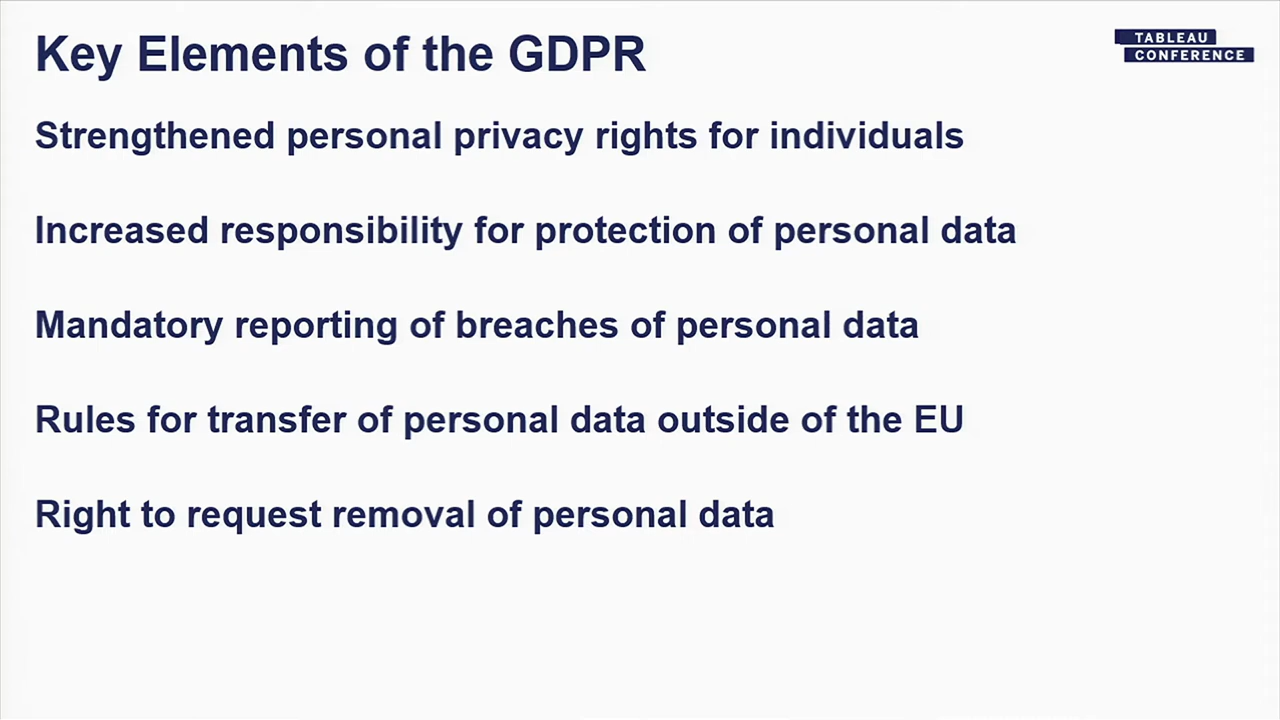 Key Elements of the GDPR
TABLEAU
CONFERENCE
Strengthened personal privacy rights for individuals
Increased responsibility for protection of personal data
Mandatory reporting of breaches of personal data
Rules for transfer of personal data outside of the EU
Right to request removal of personal data